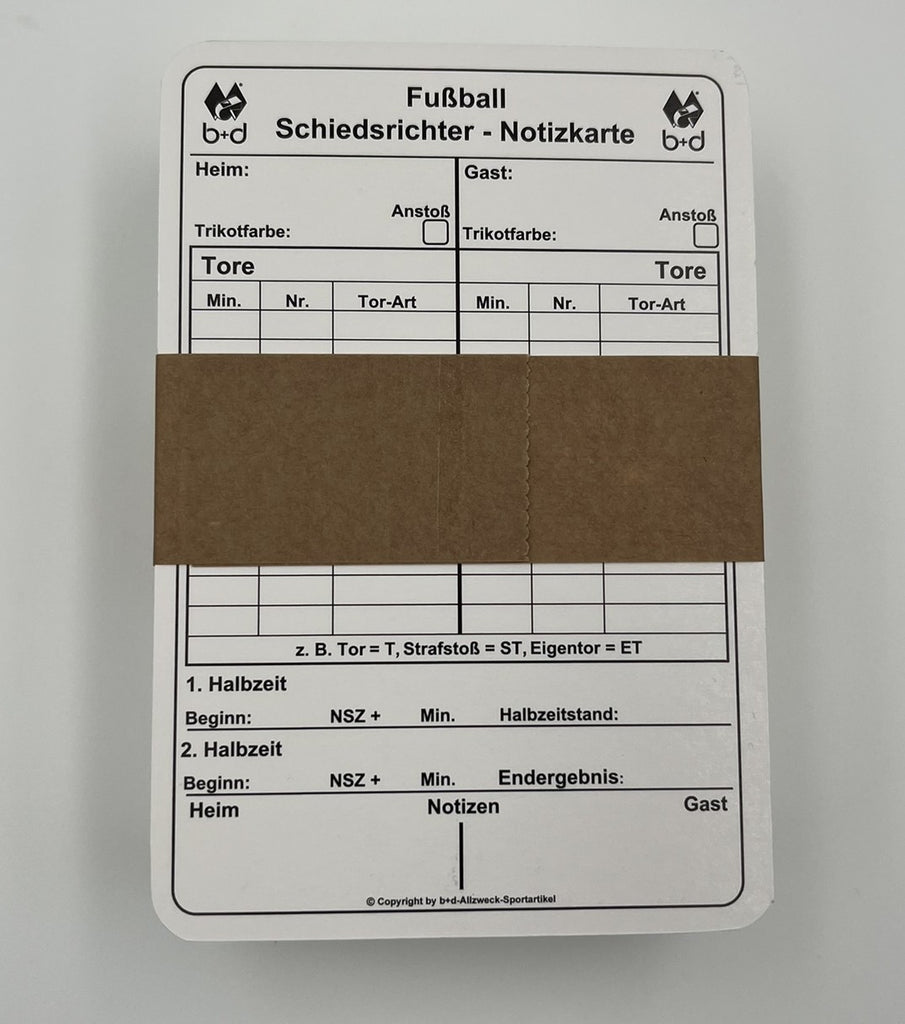 b+d
Fußball
Schiedsrichter - Notizkarte
b+d
Heim:
Gast:
Anstoß
Anstoß
Trikotfarbe:
Trikotfarbe:
Tore
Tore
Min. Nr. Tor-Art Min. Nr. Tor-Art
z. B. Tor = T, Strafstoß = ST, Eigentor = ET
1. Halbzeit
Beginn: NSZ + Min. Halbzeitstand:
2. Halbzeit
Beginn: NSZ + Min. Endergebnis:
Heim Notizen Gast
© Copyright by b+d-Allzweck-Sportartikel